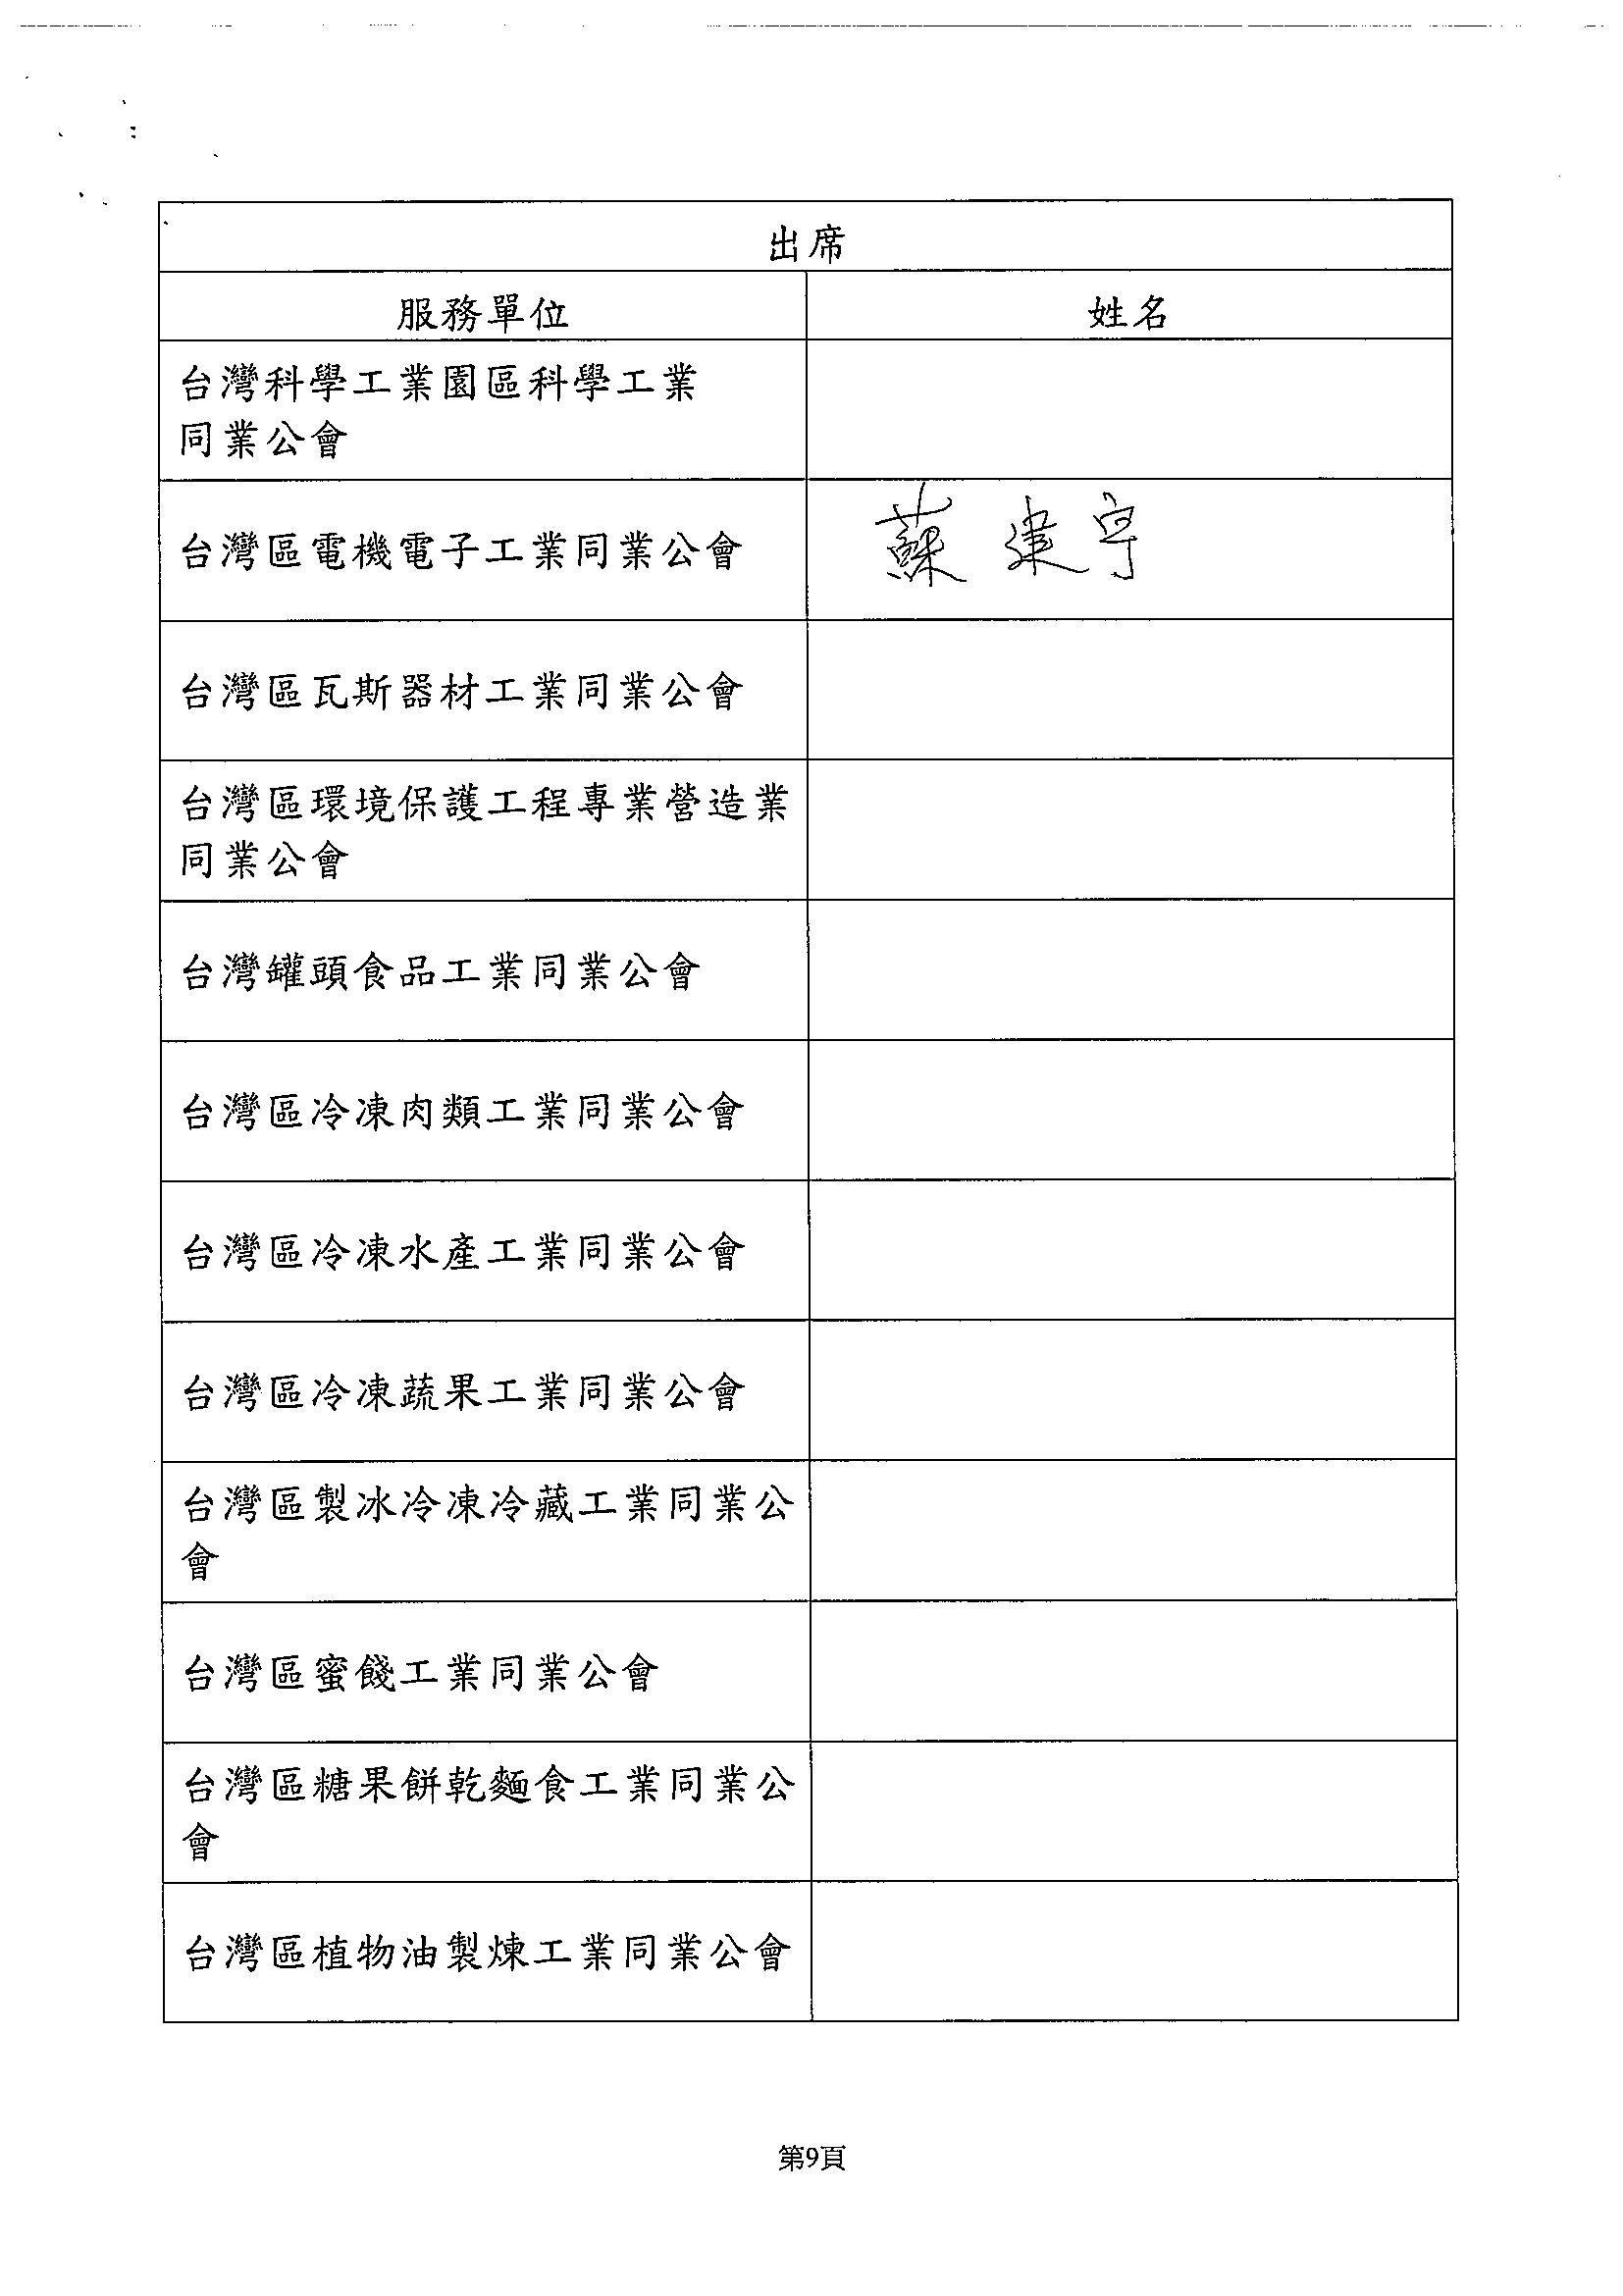 出席
服務單位 姓名
台灣科學工業園區科學工業
同業公會
台灣區電機電子工業同業公會 蘇建宇
台灣區瓦斯器材工業同業公會
台灣區環境保護工程專業營造業
同業公會
台灣罐頭食品工業同業公會
台灣區冷凍肉類工業同業公會
台灣區冷凍水產工業同業公會
台灣區冷凍蔬果工業同業公會
台灣區製冰冷凍冷藏工業同業公
會
台灣區蜜餞工業同業公會
台灣區糖果餅乾麵食工業同業公
會
台灣區植物油製煉工業同業公會
第9頁